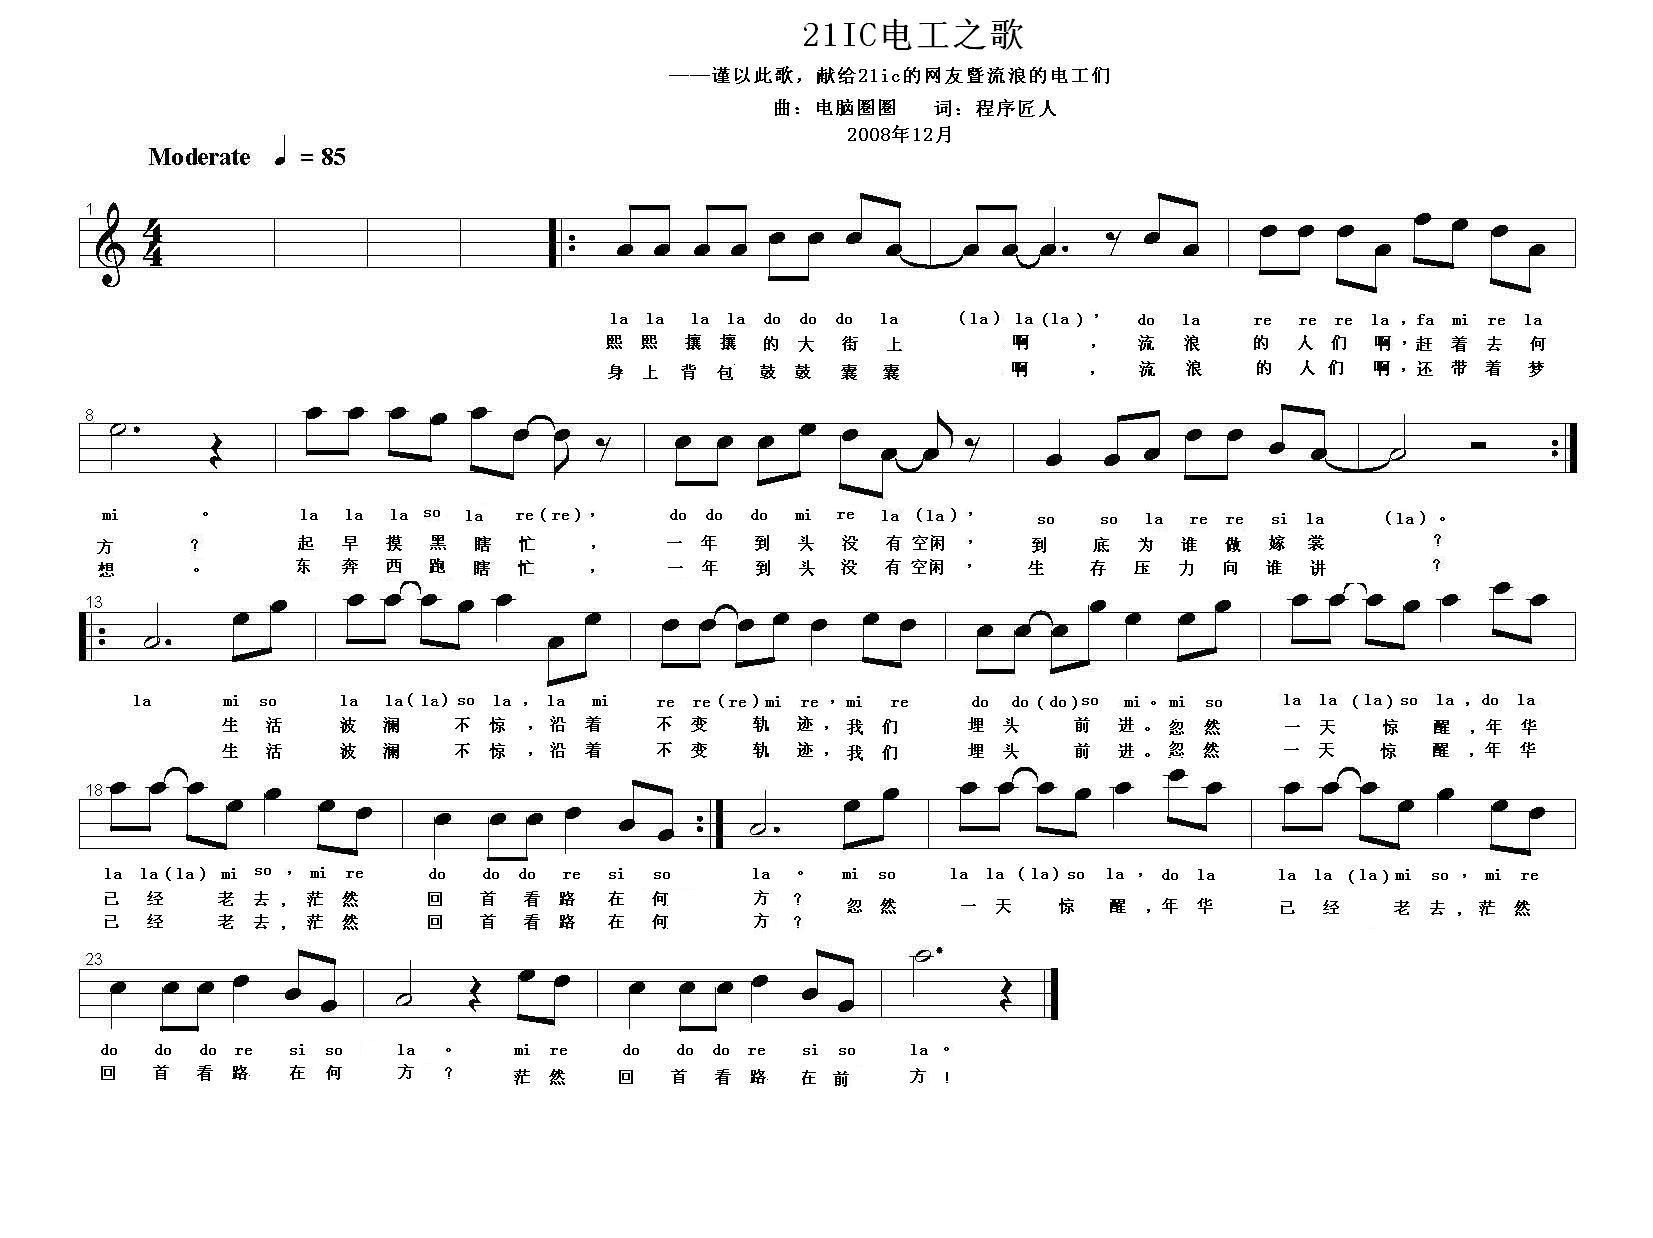 21IC电工之歌
——谨以此歌，献给21ic的网友暨流浪的电工们
曲：电脑圈圈 词：程序匠人
2008年12月
Moderate ♩ = 85
1
4
4
la la la la do do do la (la) la (la)， do la re re re la，fa mi re la
熙熙攘攘的大街上 啊， 流浪的人们啊，赶着去何
身上背包鼓鼓囊囊 啊， 流浪的人们啊，还带着梦
8
mi 。 la la la so la re(re)， do do do mi re la (la)， so so la re re si la (la)。
方？ 起早摸黑瞎忙， 一年到头没有空闲， 到底为谁做嫁裳？
想。 东奔西跑瞎忙， 一年到头没有空闲， 生存压力向谁讲？
13
la mi so la la(la)so la，la mi re re(re)mi re，mi re do do(do)so mi。mi so la la (la)so la，do la
生活被澜不惊，沿着不变轨迹，我们埋头前进。忽然一天惊醒，年华
生活被澜不惊，沿着不变轨迹，我们埋头前进。忽然一天惊醒，年华
18
la la(la)mi so，mi re do do do re si so la 。 mi so la la (la)so la，do la la la (la)mi so，mi re
已经老去，茫然回首看路在何方？ 忽然一天惊醒，年华已经老去，茫然
已经老去，茫然回首看路在何方？
23
do do do re si so la 。 mi re do do do re si so la。
回首看路在何方？ 茫然回首看路在前方！